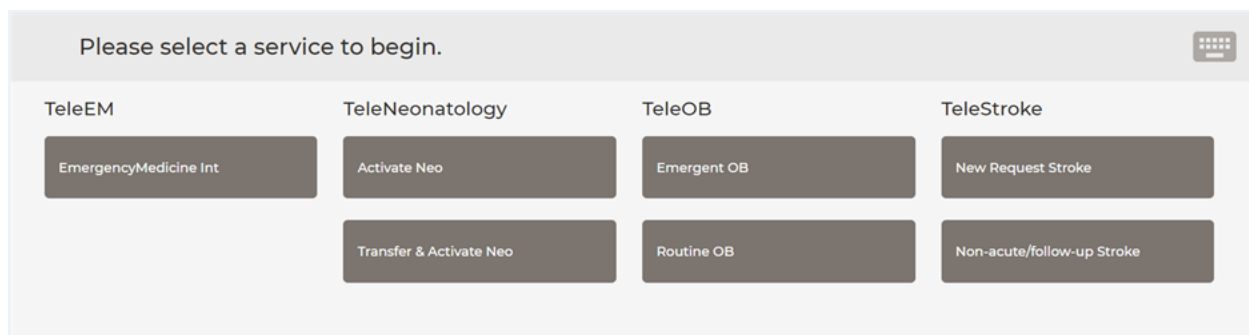 Please select a service to begin.
TeleEM
EmergencyMedicine Int
TeleNeonatology
Activate Neo
Transfer & Activate Neo
TeleOB
Emergent OB
Routine OB
TeleStroke
New Request Stroke
Non-acute/follow-up Stroke